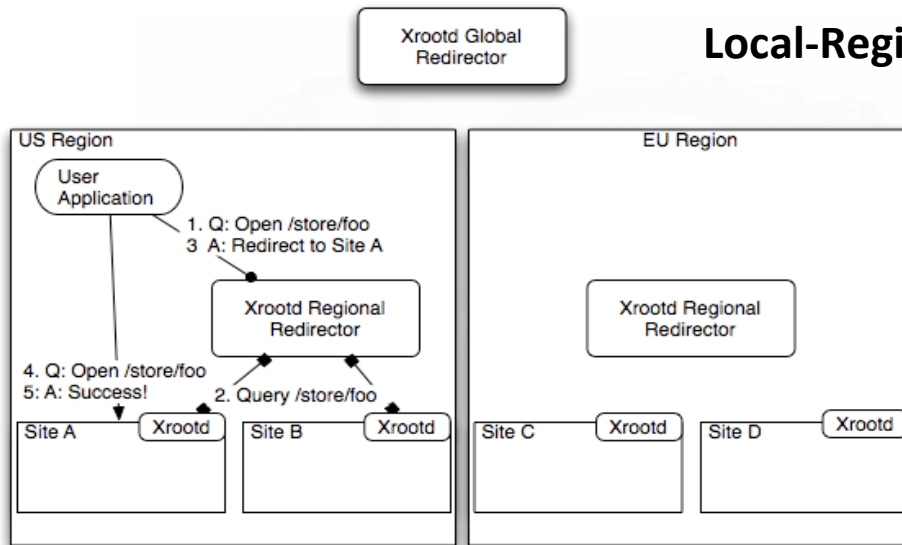 Xrootd Global
Redirector
Local-Regi
US Region
EU Region
User
Application
1. Q: Open /store/foo
3 A: Redirect to Site A
Xrootd Regional
Redirector
Xrootd Regional
Redirector
4. Q: Open /store/foo
5: A: Success!
2. Query /store/foo
Site A
Xrootd
Site B
Xrootd
Site C
Xrootd
Site D
Xrootd